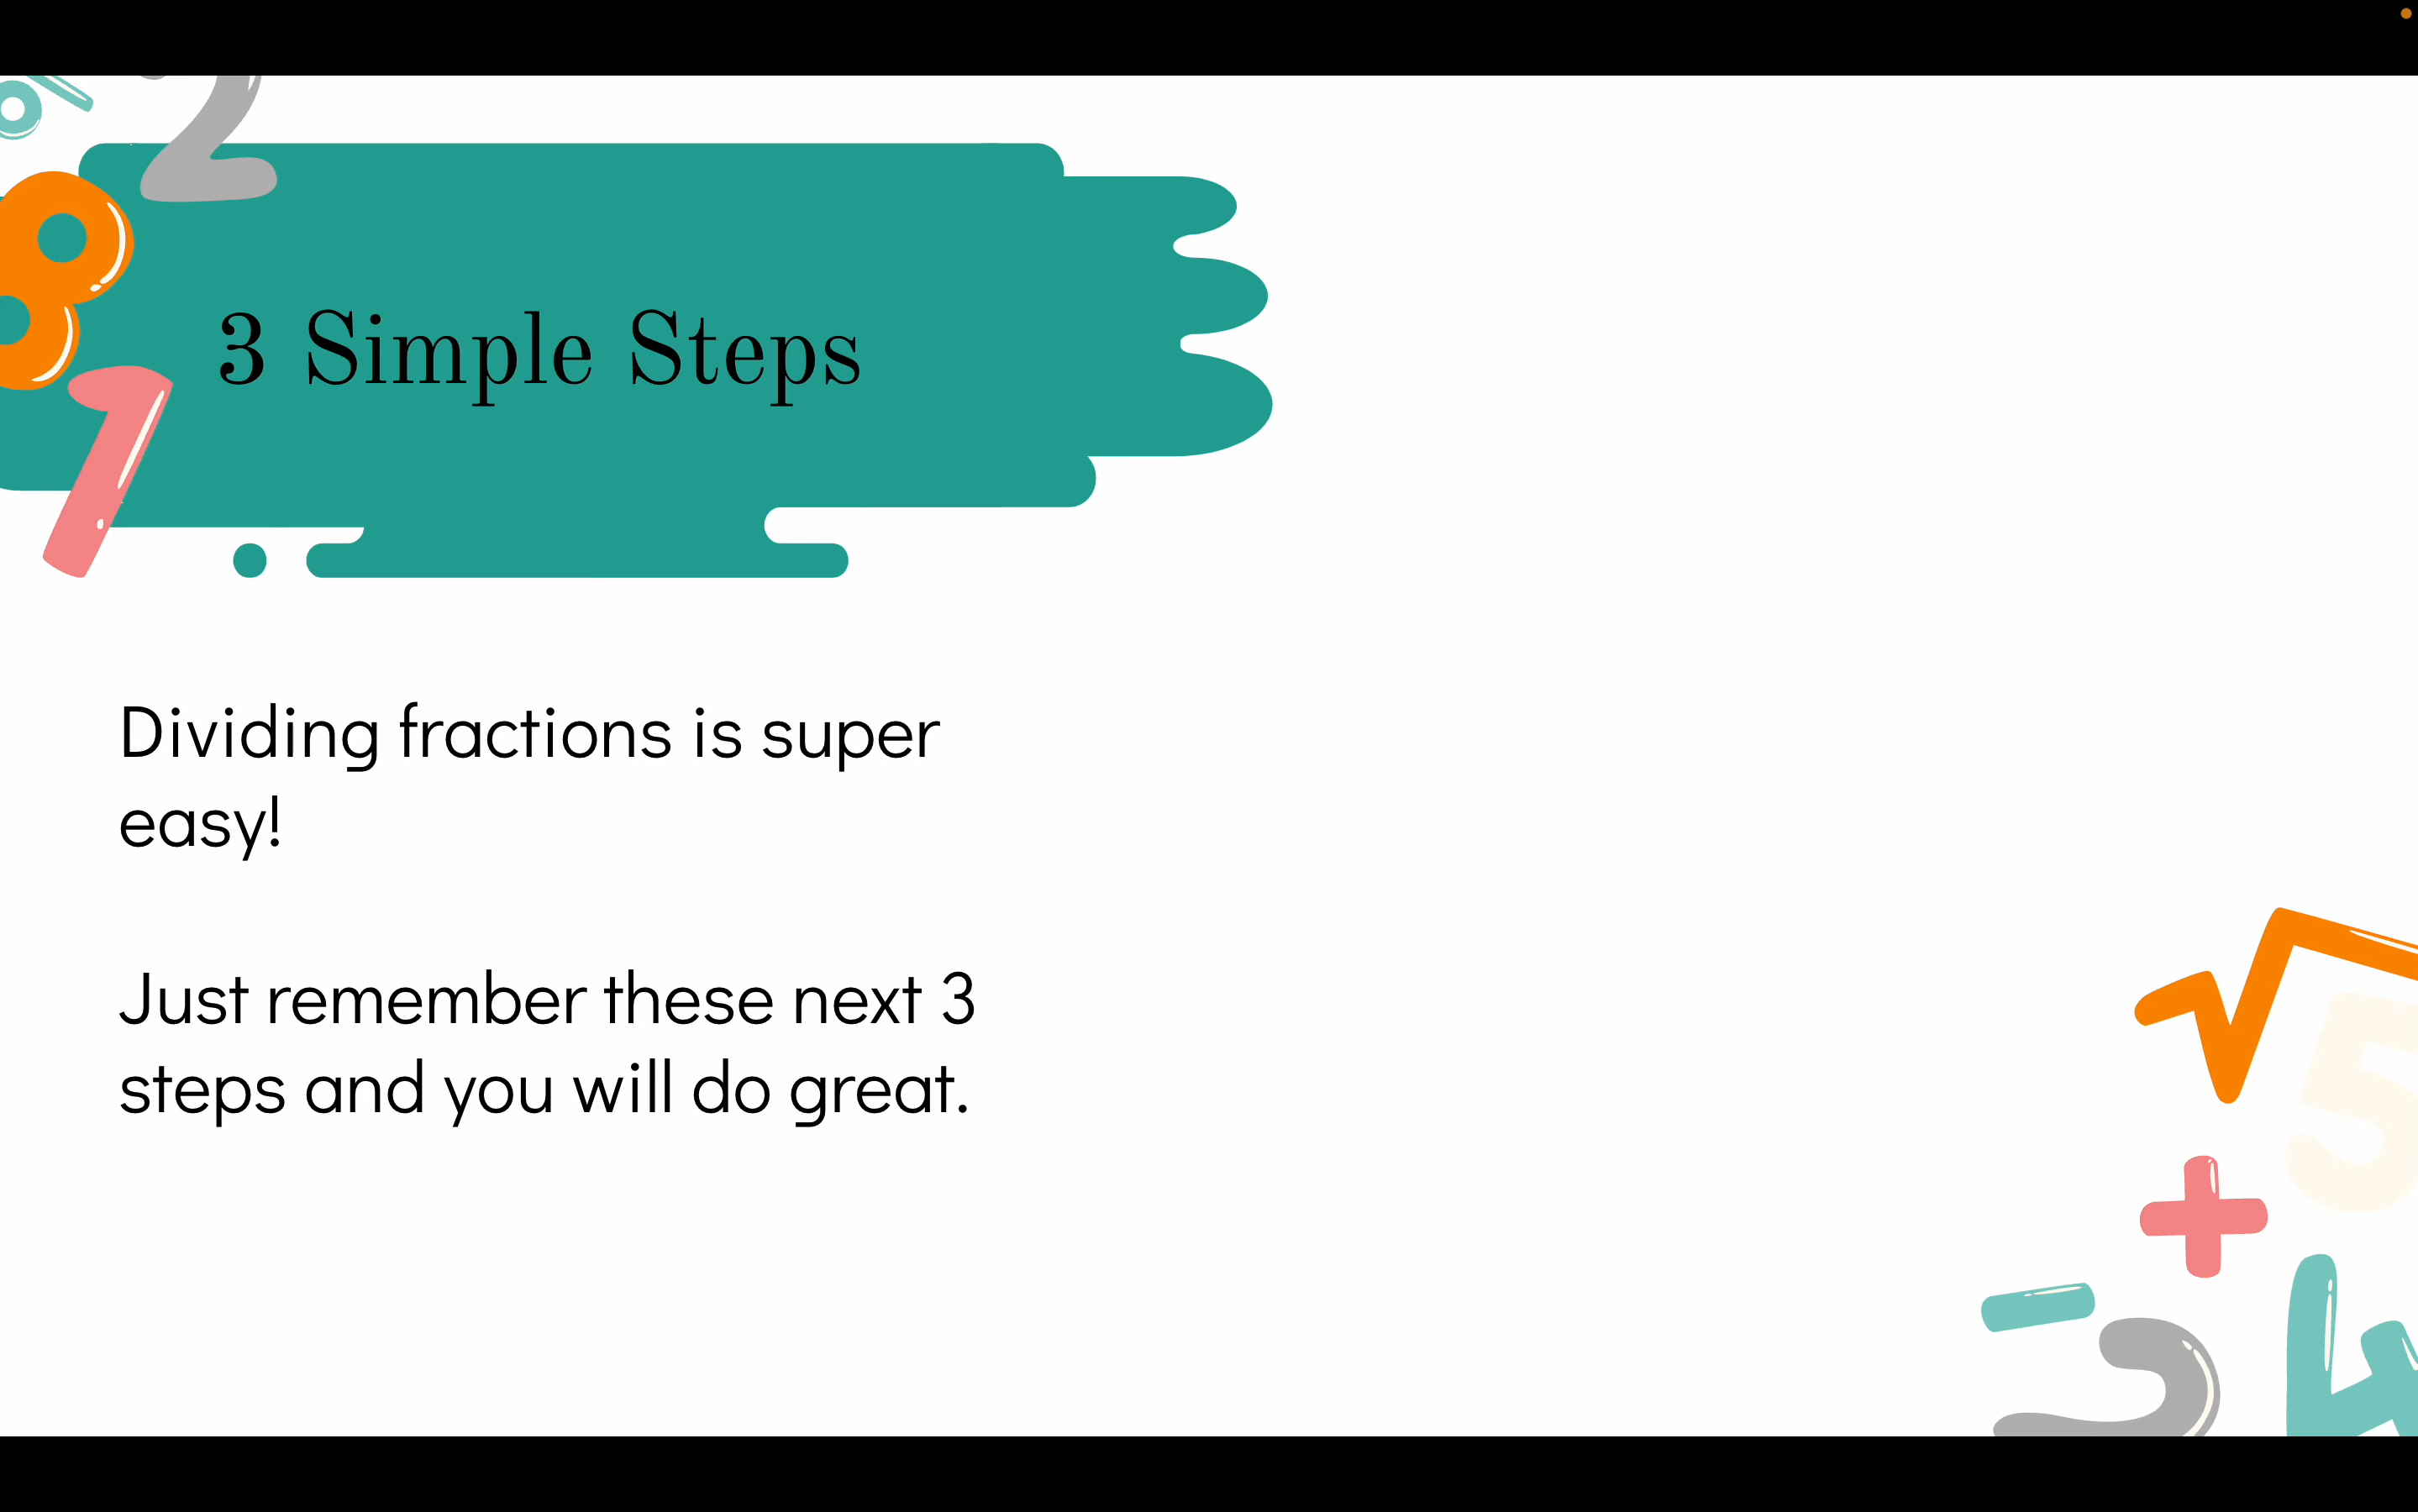 3 Simple Steps
Dividing fractions is super
easy!
Just remember these next 3
steps and you will do great.